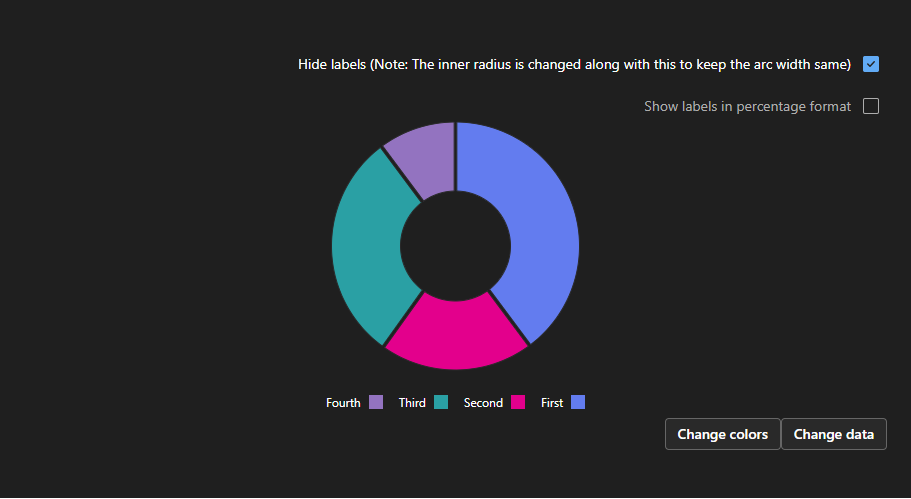 Hide labels (Note: The inner radius is changed along with this to keep the arc width same)
Show labels in percentage format
Fourth Third Second First
Change colors Change data